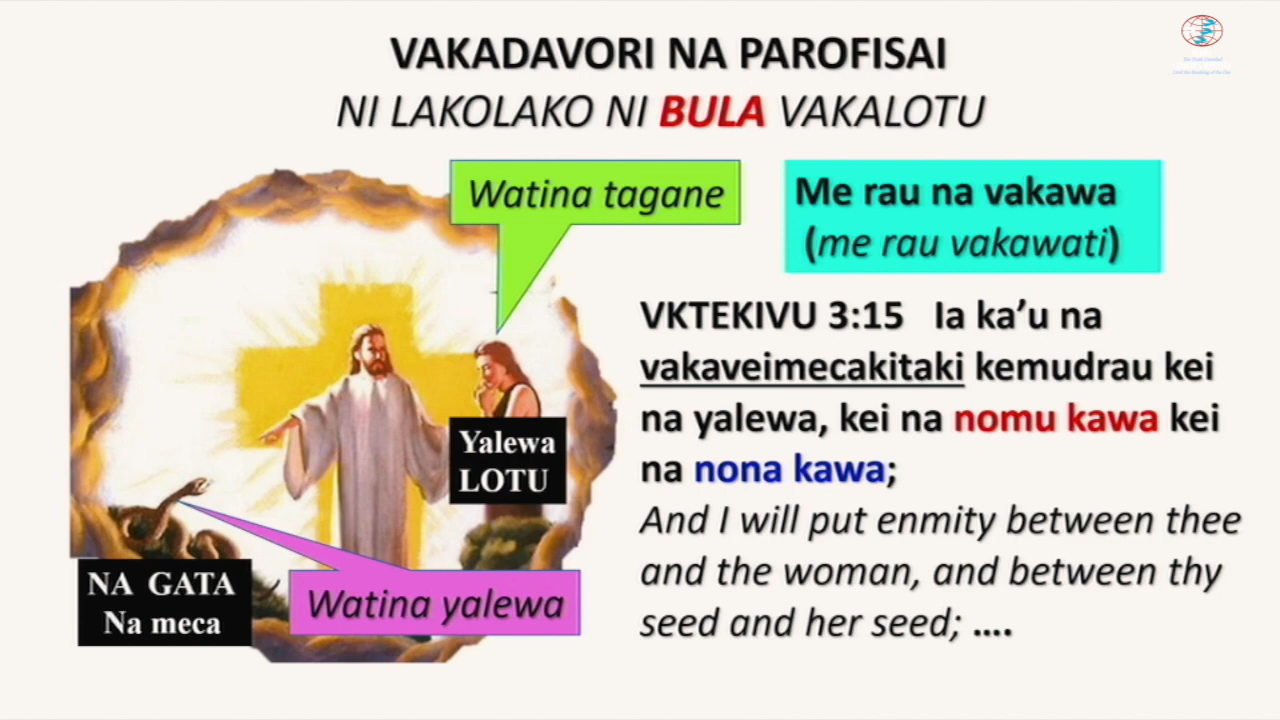 VAKADAVORI NA PAROFISAI
NI LAKOLAKO NI BULA VAKALOTU
Watina tagane
Me rau na vakawa
(me rau vakawati)
VKTEKIVU 3:15 Ia ka’u na
vakaveimecakitaki kemudrau kei
na yalewa, kei na nomu kawa kei
na nona kawa;
And I will put enmity between thee
and the woman, and between thy
seed and her seed; ....
Yalewa
LOTU
NA GATA
Na meca
Watina yalewa